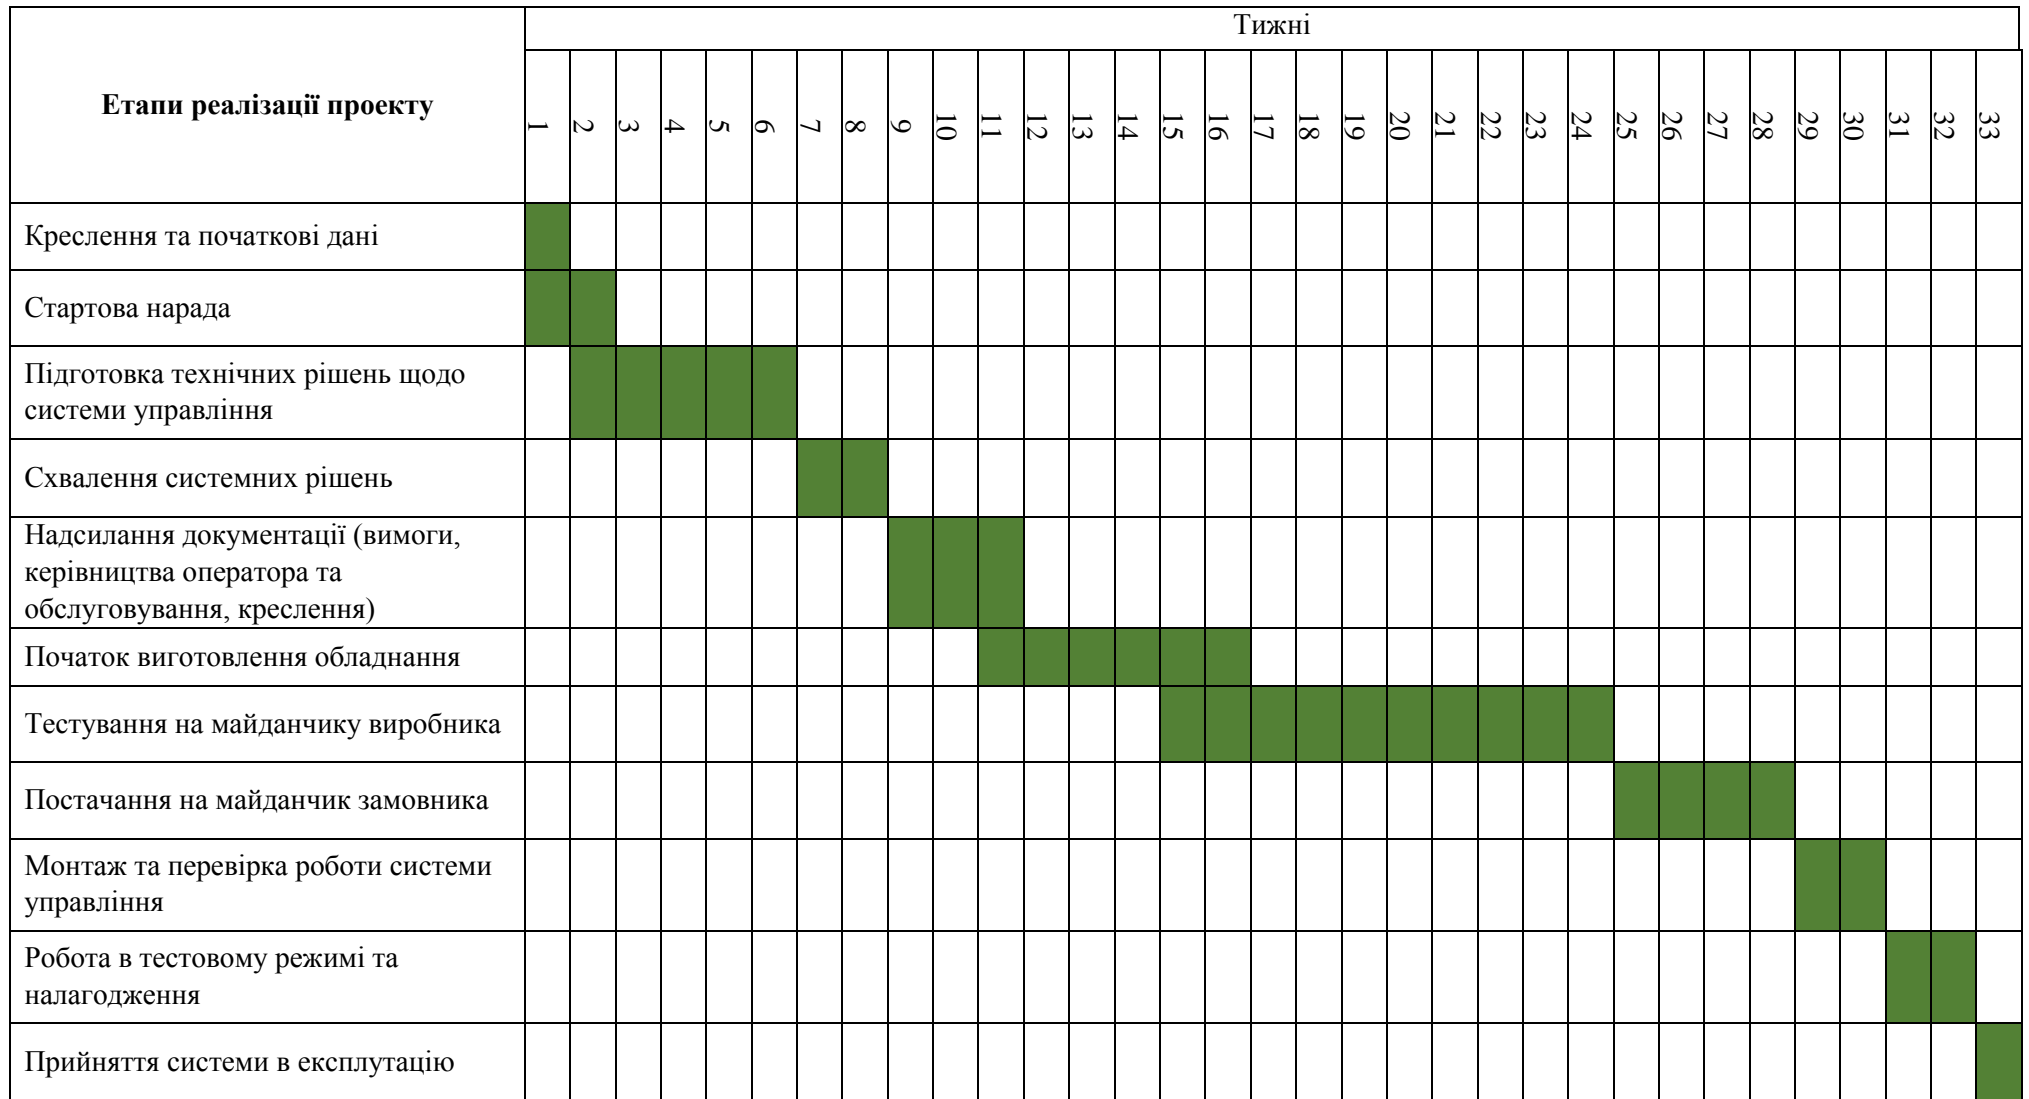 Тижні
Етапи реалізації проекту
1 2 3 4 5 6 7 8 9 10 11 12 13 14 15 16 17 18 19 20 21 22 23 24 25 26 27 28 29 30 31 32 33
Креслення та початкові дані
Стартова нарада
Підготовка технічних рішень щодо
системи управління
Схвалення системних рішень
Надсилання документації (вимоги,
керівництва оператора та
обслуговування, креслення)
Початок виготовлення обладнання
Тестування на майданчику виробника
Постачання на майданчик замовника
Монтаж та перевірка роботи системи
управління
Робота в тестовому режимі та
налагодження
Прийняття системи в експлутацію